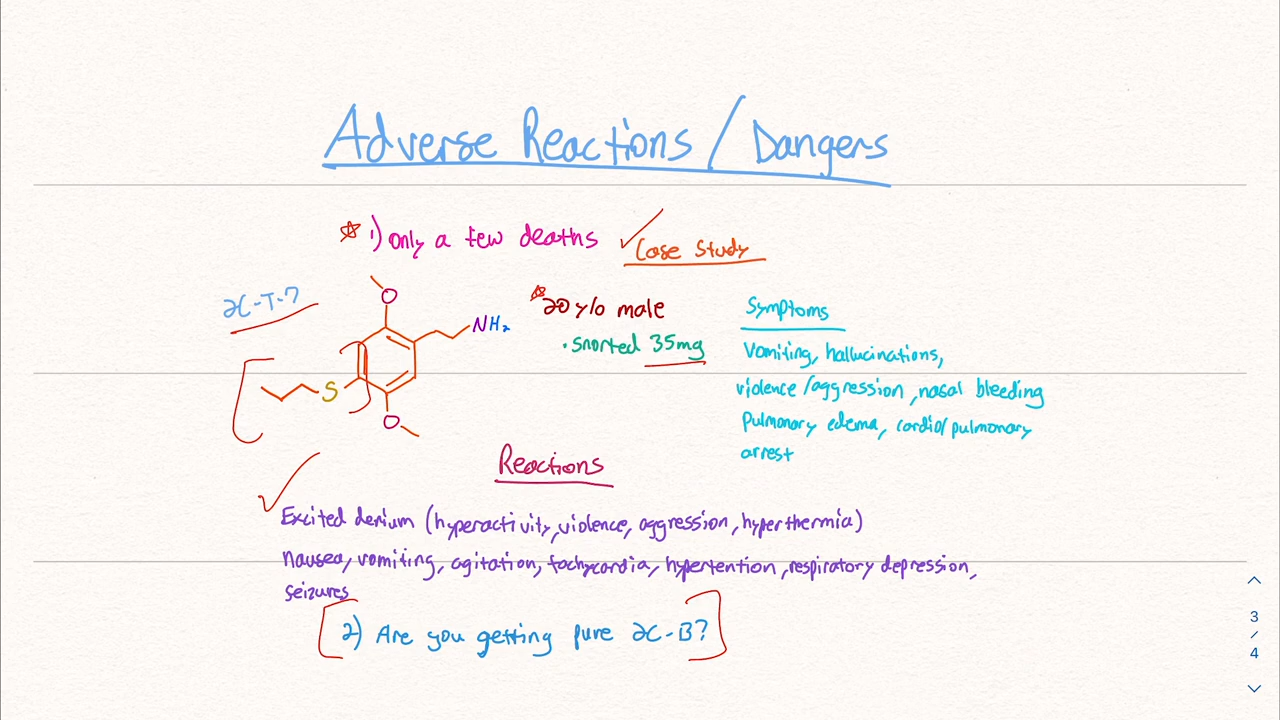 Adverse Reactions / Dangers
1) Only a few deaths
Case Study
2C-T-7
O
NH₂
S
O
20 y/o male
• Snorted 35mg
Symptoms
Vomiting, hallucinations,
violence/aggression, nasal bleeding
Pulmonary edema, cardio/pulmonary
arrest
Reactions
Excited derium (hyperactivity, violence, aggression, hyperthermia)
nausea, vomiting, agitation, tachycardia, hypertention, respiratory depression,
seizures
2) Are you getting pure 2C-B?
3
/
4